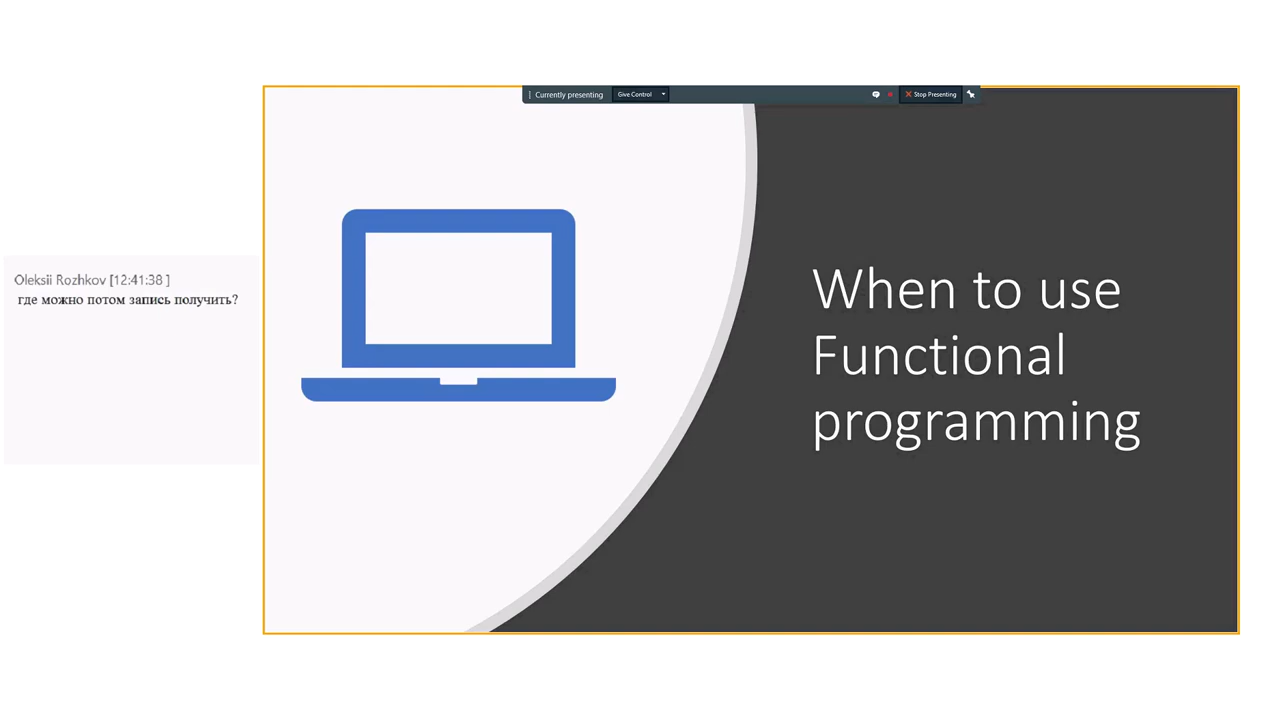 Currently presenting Give Control Stop Presenting
Oleksii Rozhkov [12:41:38 ]
где можно потом запись получить?
When to use
Functional
programming